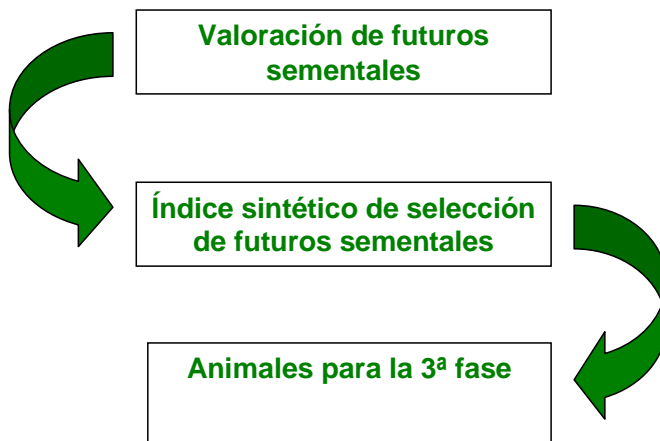 Valoración de futuros
sementales
Índice sintético de selección
de futuros sementales
Animales para la 3ª fase